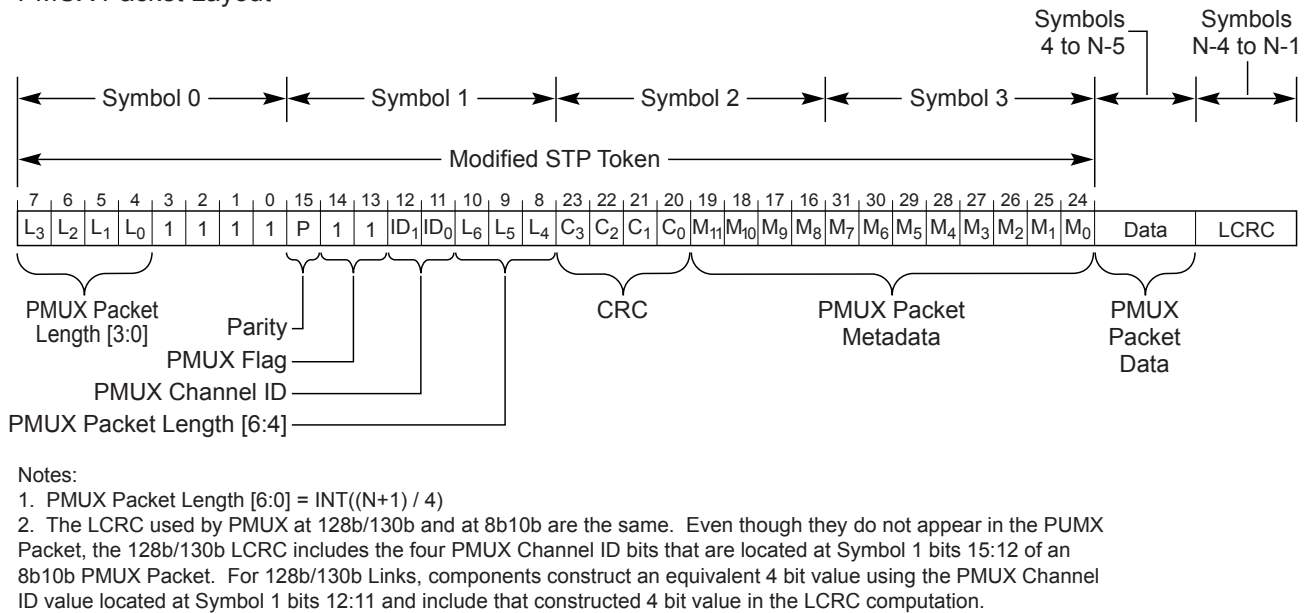 PMUX Packet Layout
Symbols 4 to N-5
Symbols N-4 to N-1
Symbol 0
Symbol 1
Symbol 2
Symbol 3
Modified STP Token
7 6 5 4 3 2 1 0 15 14 13 12 11 10 9 8 23 22 21 20 19 18 17 16 31 30 29 28 27 26 25 24
L3 L2 L1 L0 1 1 1 1 P 1 1 ID1 ID0 L6 L5 L4 C3 C2 C1 C0 M11 M10 M9 M8 M7 M6 M5 M4 M3 M2 M1 M0 Data LCRC
PMUX Packet
Length [3:0]
Parity
PMUX Flag
PMUX Channel ID
PMUX Packet Length [6:4]
CRC
PMUX Packet
Metadata
PMUX
Packet
Data
Notes:
1. PMUX Packet Length [6:0] = INT((N+1) / 4)
2. The LCRC used by PMUX at 128b/130b and at 8b10b are the same. Even though they do not appear in the PUMX
Packet, the 128b/130b LCRC includes the four PMUX Channel ID bits that are located at Symbol 1 bits 15:12 of an
8b10b PMUX Packet. For 128b/130b Links, components construct an equivalent 4 bit value using the PMUX Channel
ID value located at Symbol 1 bits 12:11 and include that constructed 4 bit value in the LCRC computation.